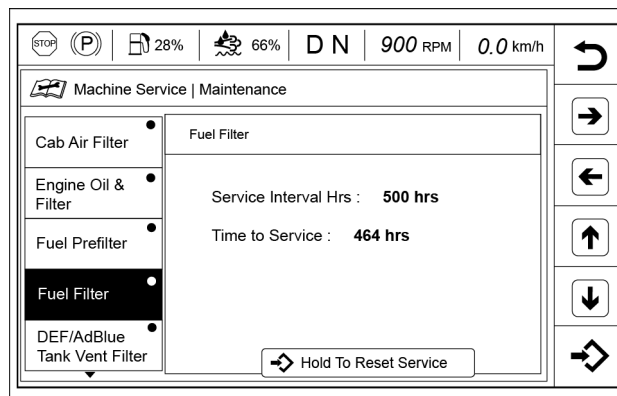 STOP (P) 28% 66% D N 900 RPM 0.0 km/h
Machine Service | Maintenance
Cab Air Filter
Engine Oil &
Filter
Fuel Prefilter
Fuel Filter
DEF/AdBlue
Tank Vent Filter
Fuel Filter
Service Interval Hrs : 500 hrs
Time to Service : 464 hrs
Hold To Reset Service